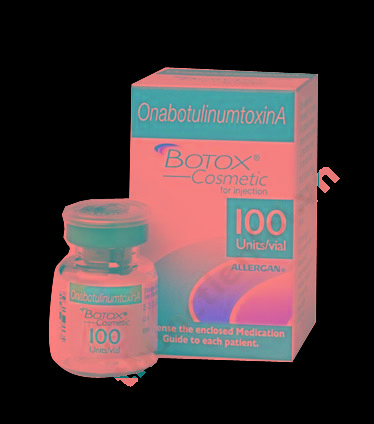 OnabotulinumtoxinA
BOTOX®
Cosmetic
for injection
100
Units/vial
ALLERGAN®
ense the enclosed Medication
Guide to each patient.
OnabotulinumtoxinA
BOTOX®
Cosmetic
100
Units/vial